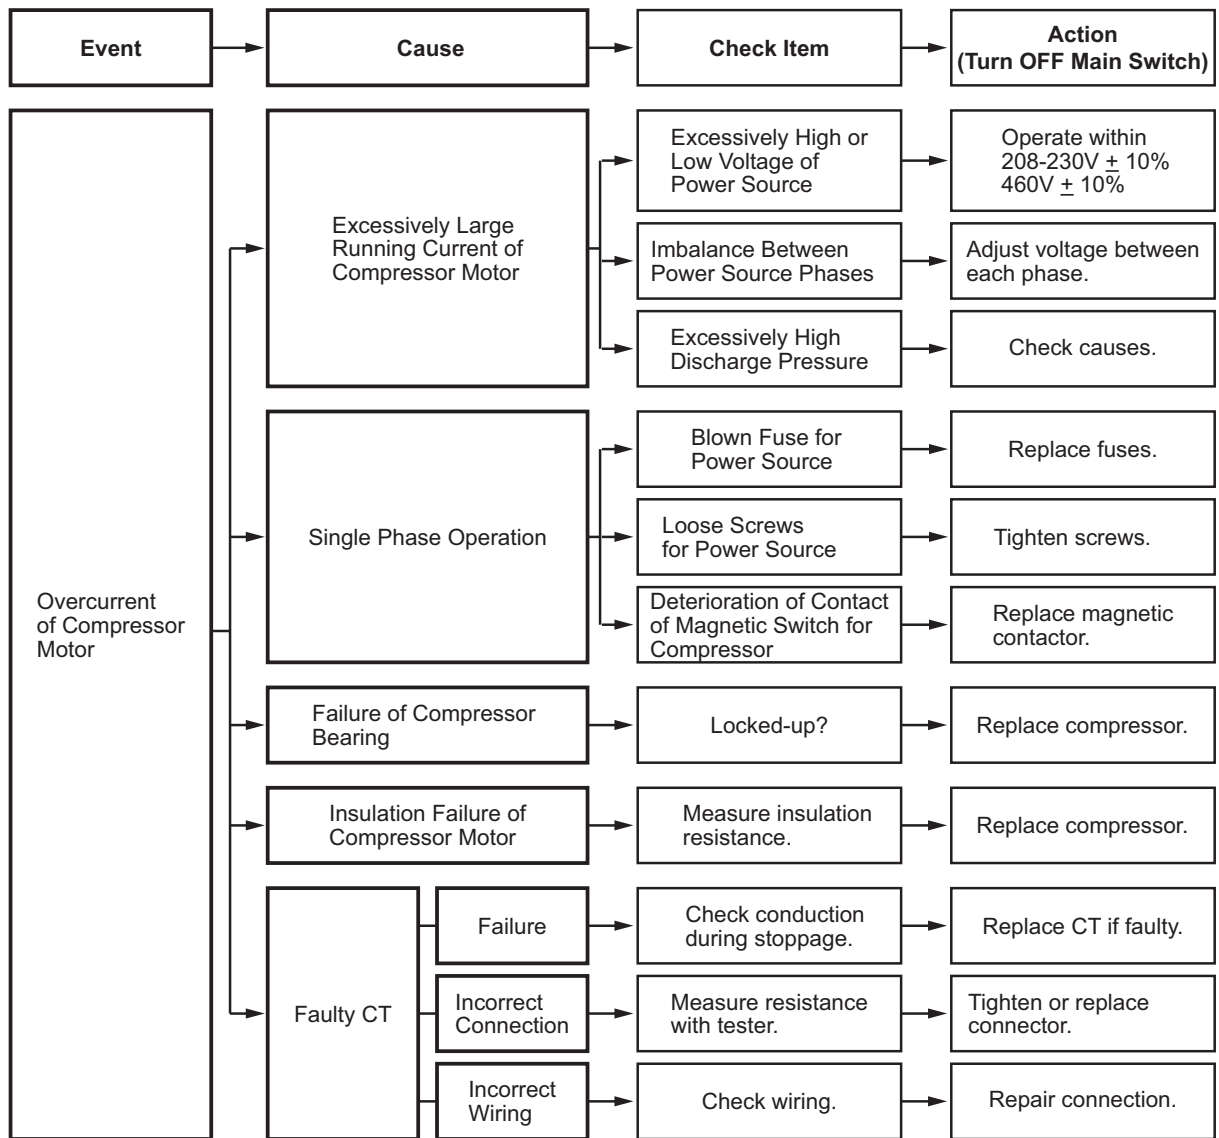 Event
Cause
Check Item
Action
(Turn OFF Main Switch)
Overcurrent
of Compressor
Motor
Excessively Large
Running Current of
Compressor Motor
Excessively High or
Low Voltage of
Power Source
Operate within
208-230V ± 10%
460V ± 10%
Imbalance Between
Power Source Phases
Adjust voltage between
each phase.
Excessively High
Discharge Pressure
Check causes.
Single Phase Operation
Blown Fuse for
Power Source
Replace fuses.
Loose Screws
for Power Source
Tighten screws.
Deterioration of Contact
of Magnetic Switch for
Compressor
Replace magnetic
contactor.
Failure of Compressor
Bearing
Locked-up?
Replace compressor.
Insulation Failure of
Compressor Motor
Measure insulation
resistance.
Replace compressor.
Faulty CT
Failure
Check conduction
during stoppage.
Replace CT if faulty.
Incorrect
Connection
Measure resistance
with tester.
Tighten or replace
connector.
Incorrect
Wiring
Check wiring.
Repair connection.